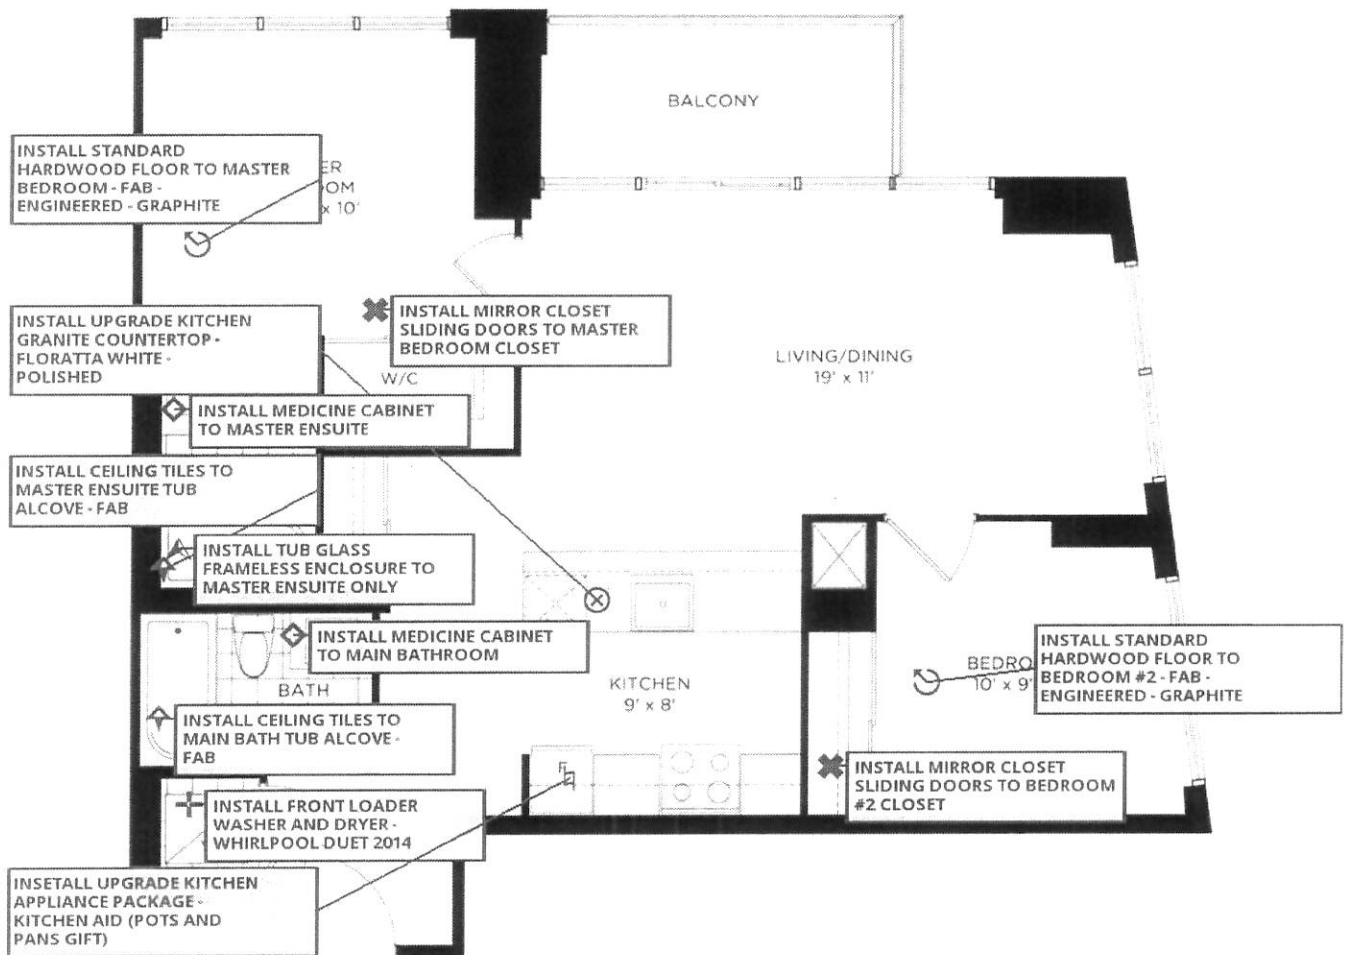 BALCONY
INSTALL STANDARD
HARDWOOD FLOOR TO MASTER
BEDROOM - FAB -
ENGINEERED - GRAPHITE
ER
OM
x 10'
INSTALL UPGRADE KITCHEN
GRANITE COUNTERTOP -
FLORATTA WHITE -
POLISHED
INSTALL MIRROR CLOSET
SLIDING DOORS TO MASTER
BEDROOM CLOSET
W/C
LIVING/DINING
19' x 11'
INSTALL MEDICINE CABINET
TO MASTER ENSUITE
INSTALL CEILING TILES TO
MASTER ENSUITE TUB
ALCOVE - FAB
INSTALL TUB GLASS
FRAMELESS ENCLOSURE TO
MASTER ENSUITE ONLY
INSTALL MEDICINE CABINET
TO MAIN BATHROOM
BATH
KITCHEN
9' x 8'
BEDRO
10' x 9'
INSTALL STANDARD
HARDWOOD FLOOR TO
BEDROOM #2 - FAB -
ENGINEERED - GRAPHITE
INSTALL CEILING TILES TO
MAIN BATH TUB ALCOVE -
FAB
INSTALL MIRROR CLOSET
SLIDING DOORS TO BEDROOM
#2 CLOSET
F
INSTALL FRONT LOADER
WASHER AND DRYER -
WHIRLPOOL DUET 2014
INSETALL UPGRADE KITCHEN
APPLIANCE PACKAGE -
KITCHEN AID (POTS AND
PANS GIFT)